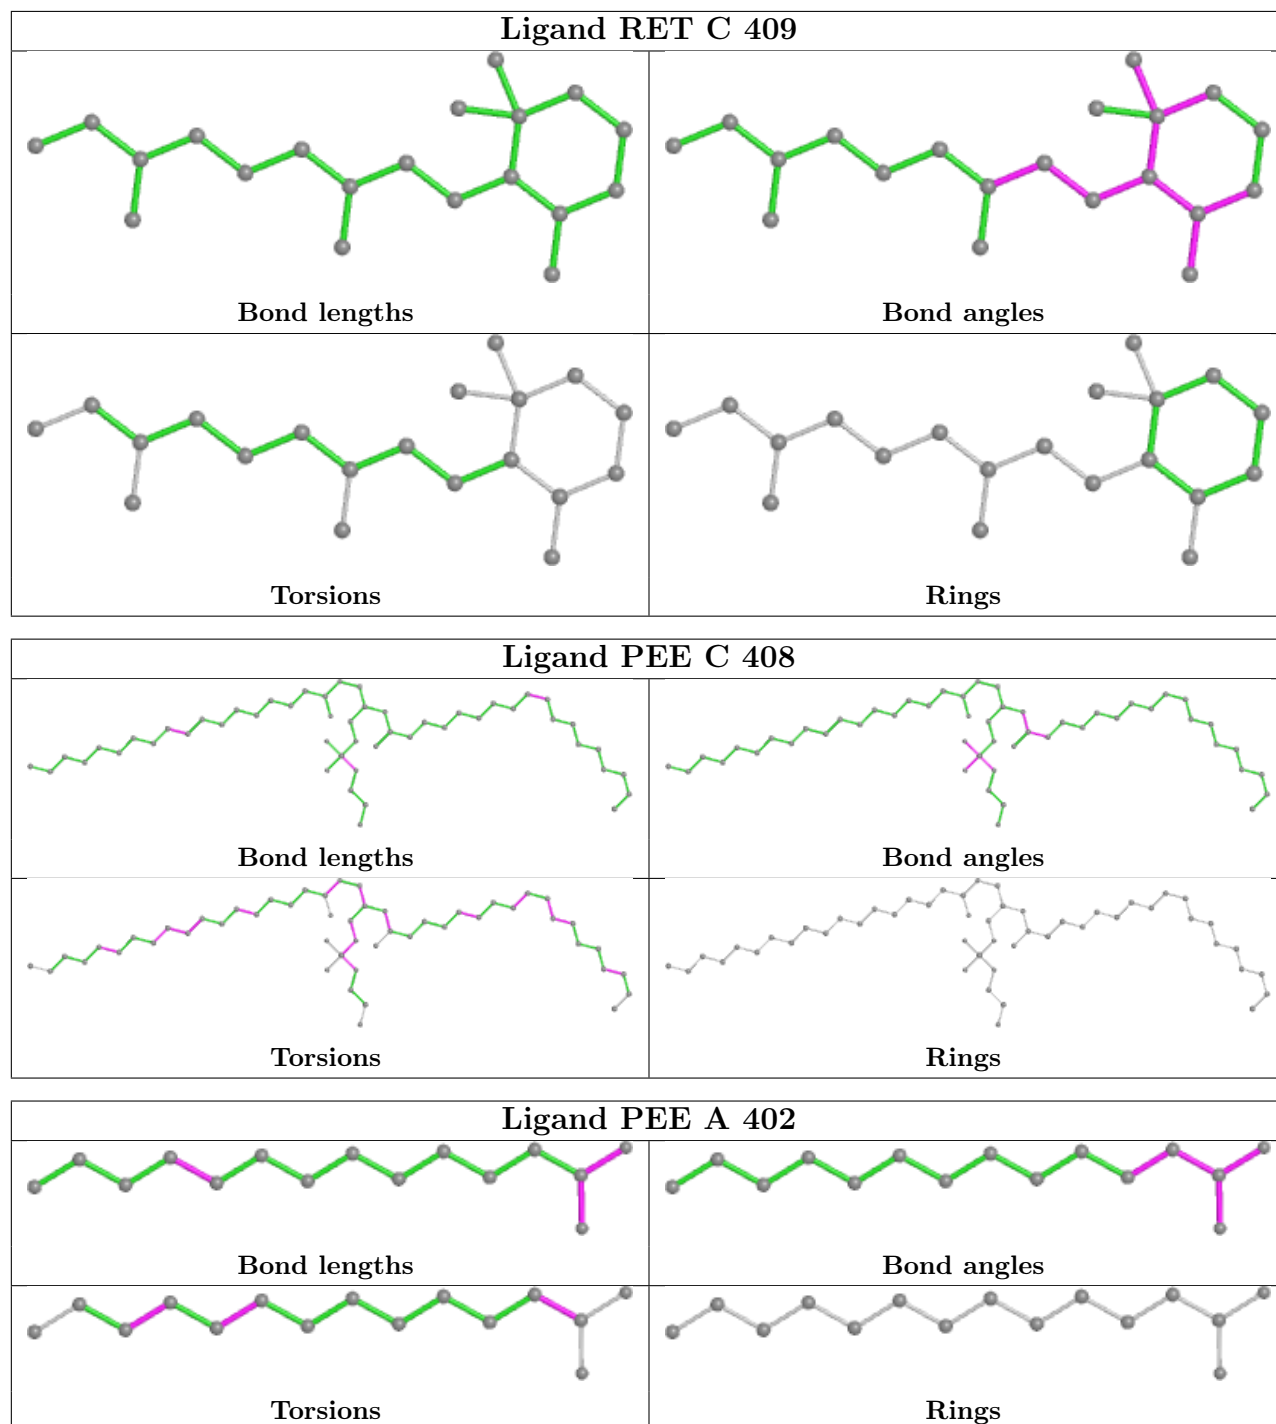 Ligand RET C 409
Bond lengths
Bond angles
Torsions
Rings
Ligand PEE C 408
Bond lengths
Bond angles
Torsions
Rings
Ligand PEE A 402
Bond lengths
Bond angles
Torsions
Rings